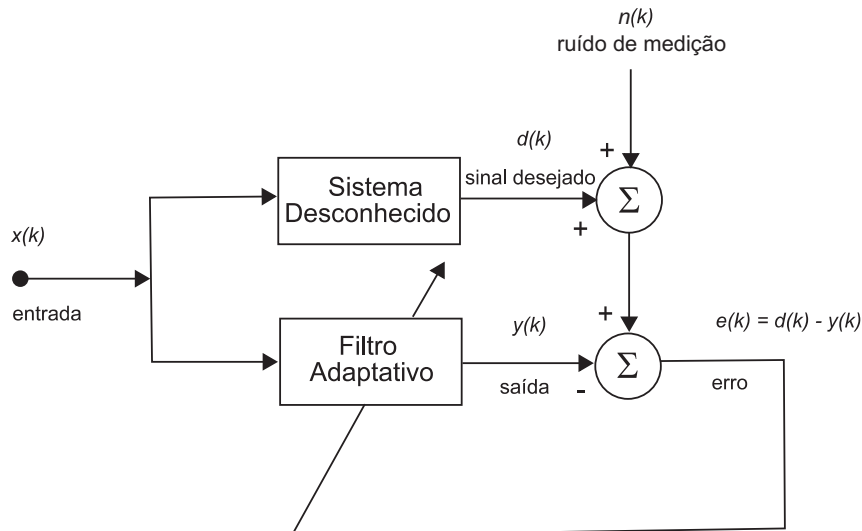 n(k)
ruído de medição
d(k)
+
Sistema
Desconhecido
sinal desejado
Σ
+
x(k)
entrada
+
e(k) = d(k) - y(k)
y(k)
Filtro
Adaptativo
Σ
saída
-
erro